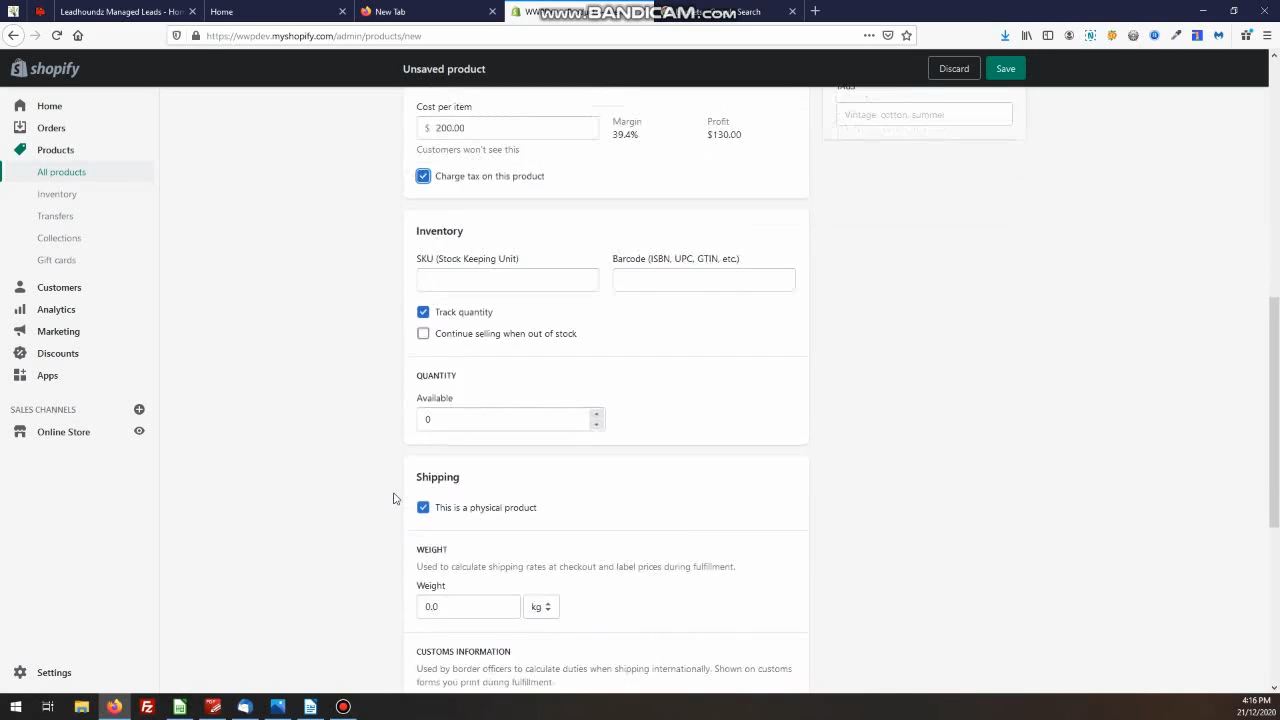 Leadhoundz Managed Leads - Hom
Home
New Tab
Search
www.BANDICAM.com
https://wwpdev.myshopify.com/admin/products/new
shopify
Unsaved product
Discard
Save
Home
Orders
Products
All products
Inventory
Transfers
Collections
Gift cards
Customers
Analytics
Marketing
Discounts
Apps
SALES CHANNELS
Online Store
Settings
Cost per item
$ 200.00
Margin
39.4%
Profit
$130.00
Customers won't see this
Charge tax on this product
TAGS
Vintage, cotton, summer
Inventory
SKU (Stock Keeping Unit)
Barcode (ISBN, UPC, GTIN, etc.)
Track quantity
Continue selling when out of stock
QUANTITY
Available
0
Shipping
This is a physical product
WEIGHT
Used to calculate shipping rates at checkout and label prices during fulfillment.
Weight
0.0
kg
CUSTOMS INFORMATION
Used by border officers to calculate duties when shipping internationally. Shown on customs
forms you print during fulfillment.
4:16 PM
21/12/2020